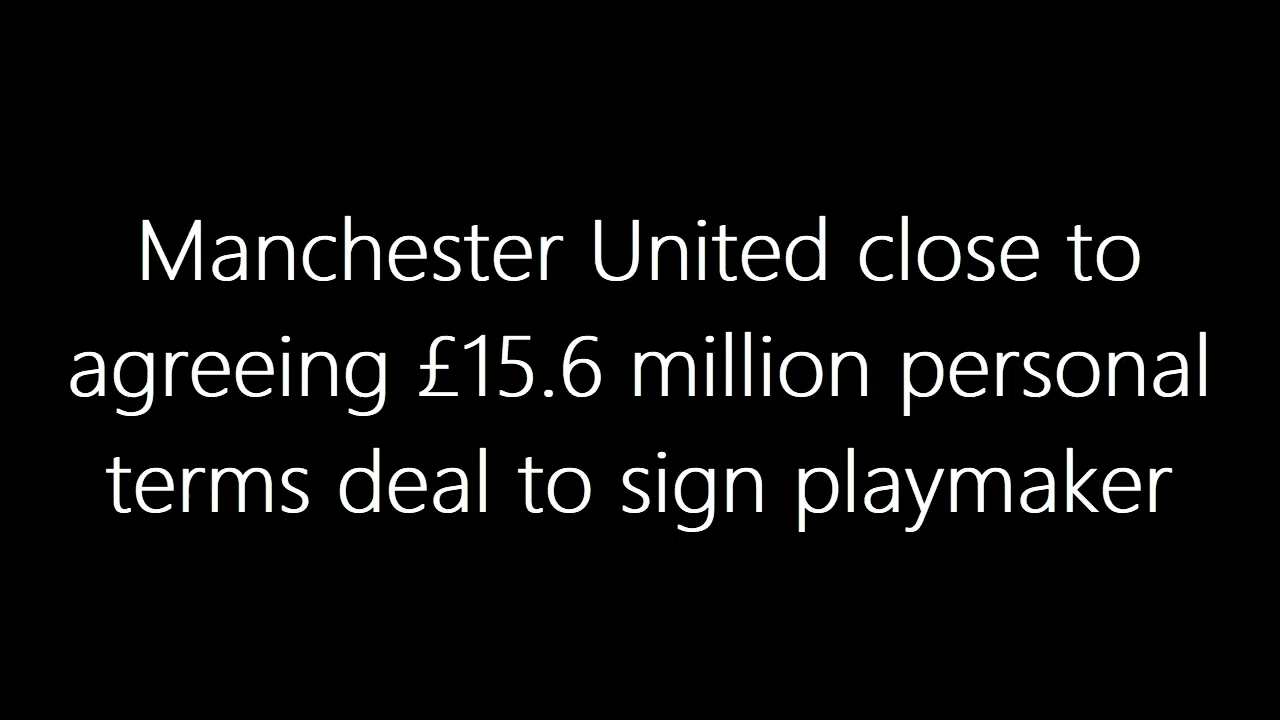 Manchester United close to
agreeing £15.6 million personal
terms deal to sign playmaker